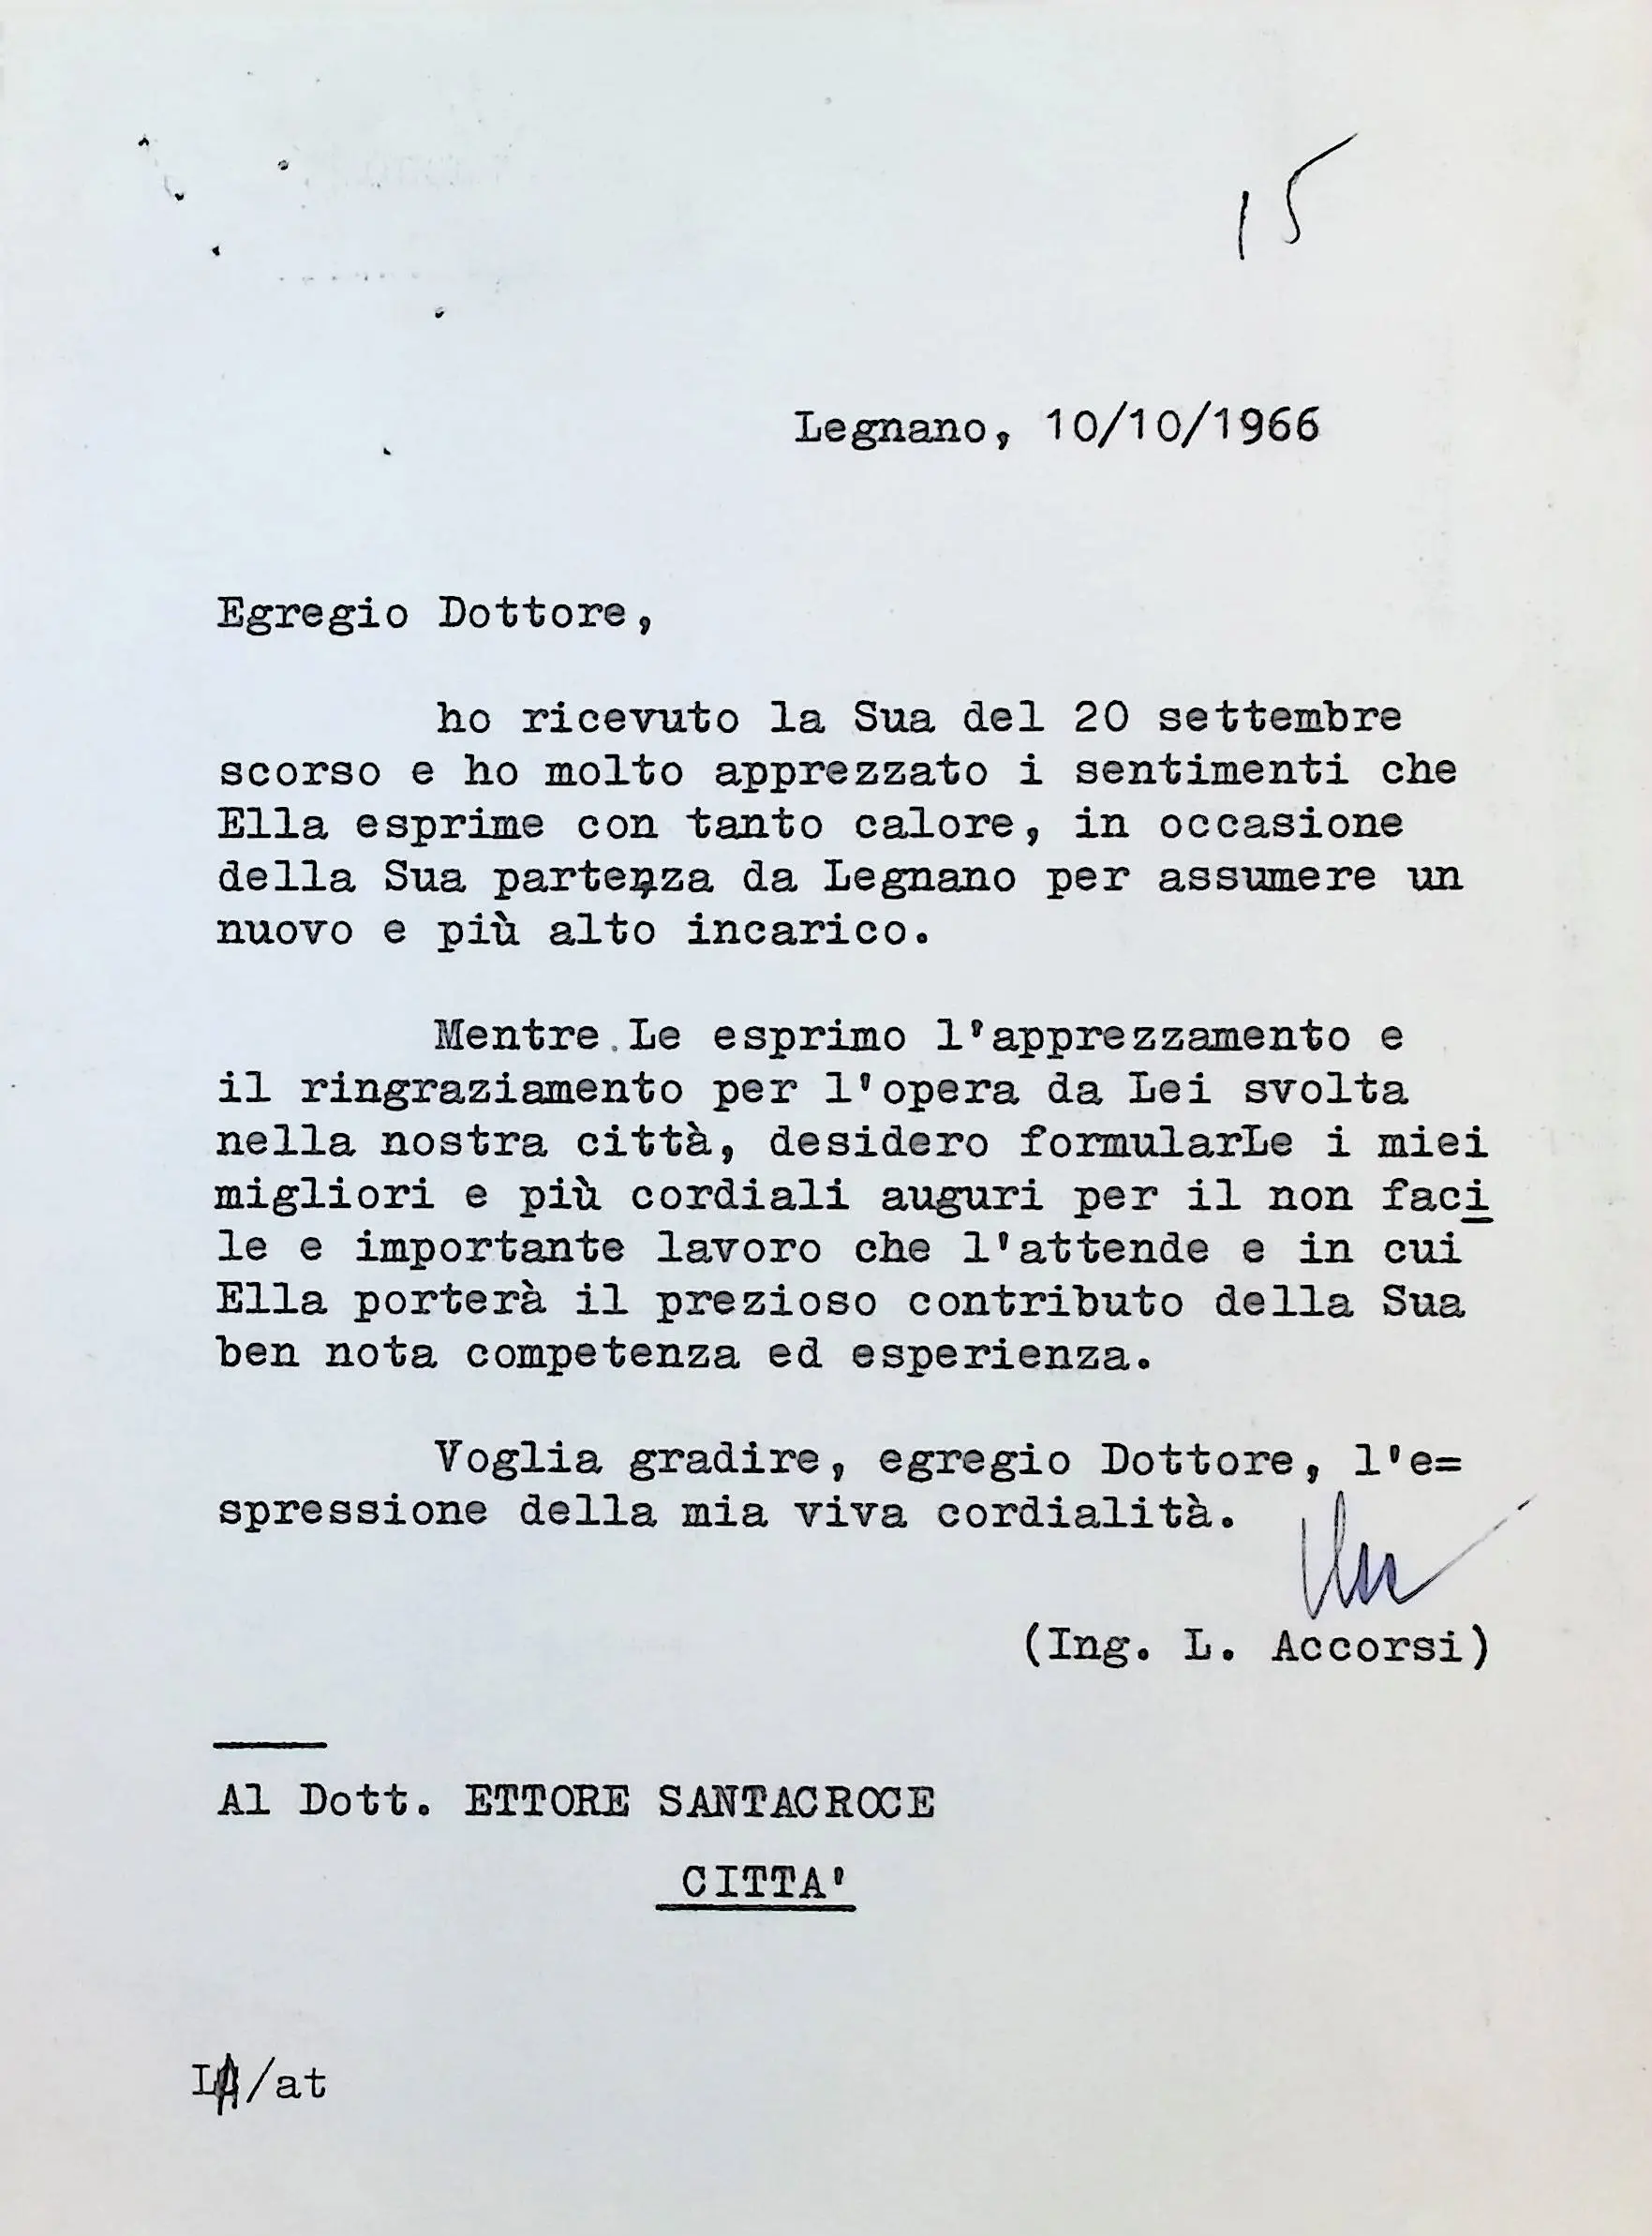 15
Legnano, 10/10/1966
Egregio Dottore,
ho ricevuto la Sua del 20 settembre
scorso e ho molto apprezzato i sentimenti che
Ella esprime con tanto calore, in occasione
della Sua partenza da Legnano per assumere un
nuovo e più alto incarico.
Mentre Le esprimo l'apprezzamento e
il ringraziamento per l'opera da Lei svolta
nella nostra città, desidero formularLe i miei
migliori e più cordiali auguri per il non faci
le e importante lavoro che l'attende e in cui
Ella porterà il prezioso contributo della Sua
ben nota competenza ed esperienza.
Voglia gradire, egregio Dottore, l'e=
spressione della mia viva cordialità.
(Ing. L. Accorsi)
Al Dott. ETTORE SANTACROCE
CITTA'
LA/at